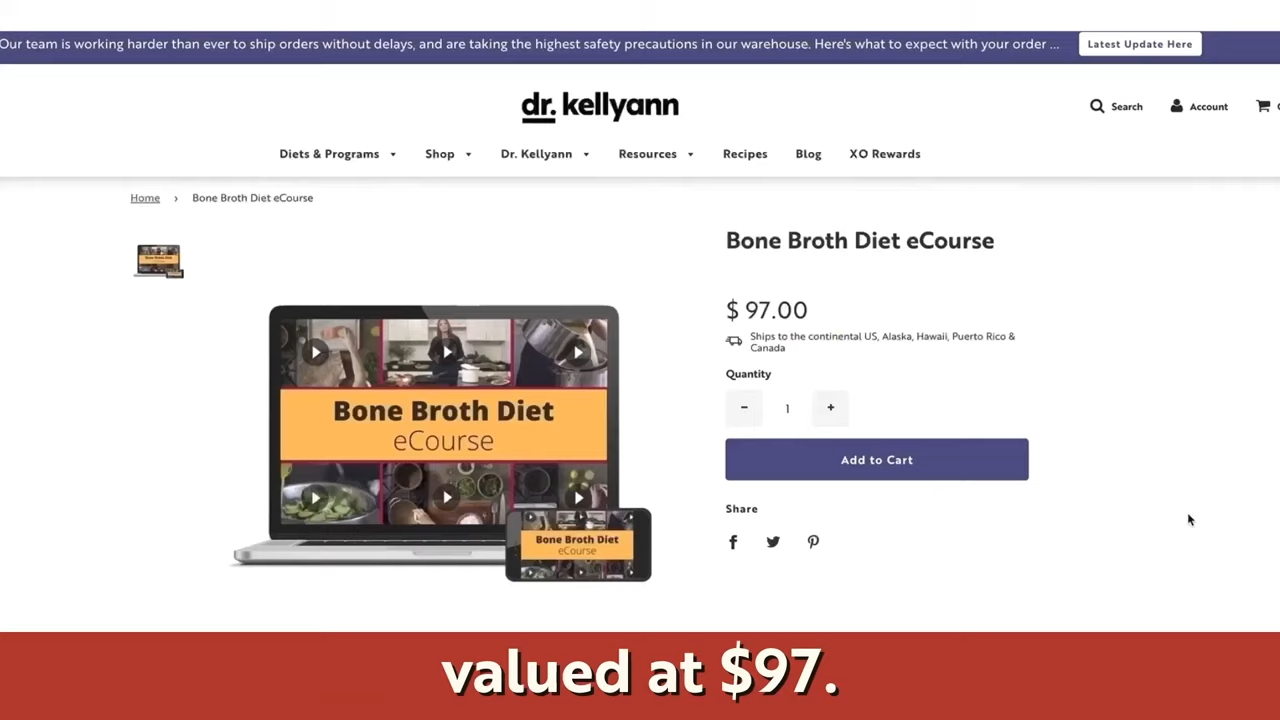 Our team is working harder than ever to ship orders without delays, and are taking the highest safety precautions in our warehouse. Here's what to expect with your order ...
Latest Update Here
dr. kellyann
Search
Account
Diets & Programs
Shop
Dr. Kellyann
Resources
Recipes
Blog
XO Rewards
Home › Bone Broth Diet eCourse
Bone Broth Diet
eCourse
Bone Broth Diet
eCourse
Bone Broth Diet eCourse
$ 97.00
Ships to the continental US, Alaska, Hawaii, Puerto Rico &
Canada
Quantity
- 1 +
Add to Cart
Share
valued at $97.